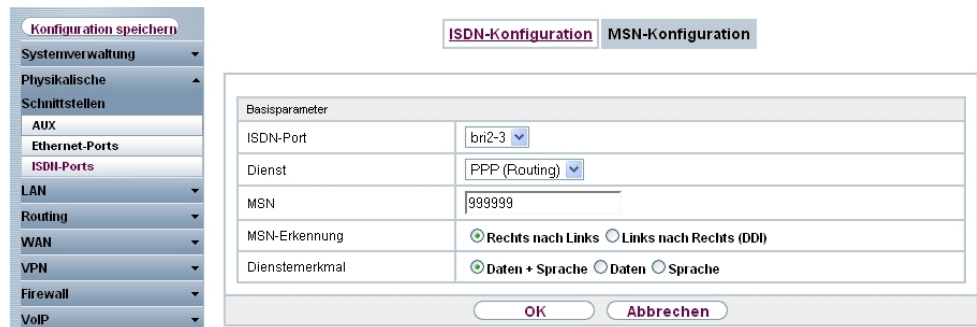 Konfiguration speichern
Systemverwaltung
Physikalische
Schnittstellen
AUX
Ethernet-Ports
ISDN-Ports
LAN
Routing
WAN
VPN
Firewall
VoIP
ISDN-Konfiguration MSN-Konfiguration
Basisparameter
ISDN-Port bri2-3
Dienst PPP (Routing)
MSN 999999
MSN-Erkennung Rechts nach Links Links nach Rechts (DDI)
Dienstemerkmal Daten + Sprache Daten Sprache
OK Abbrechen